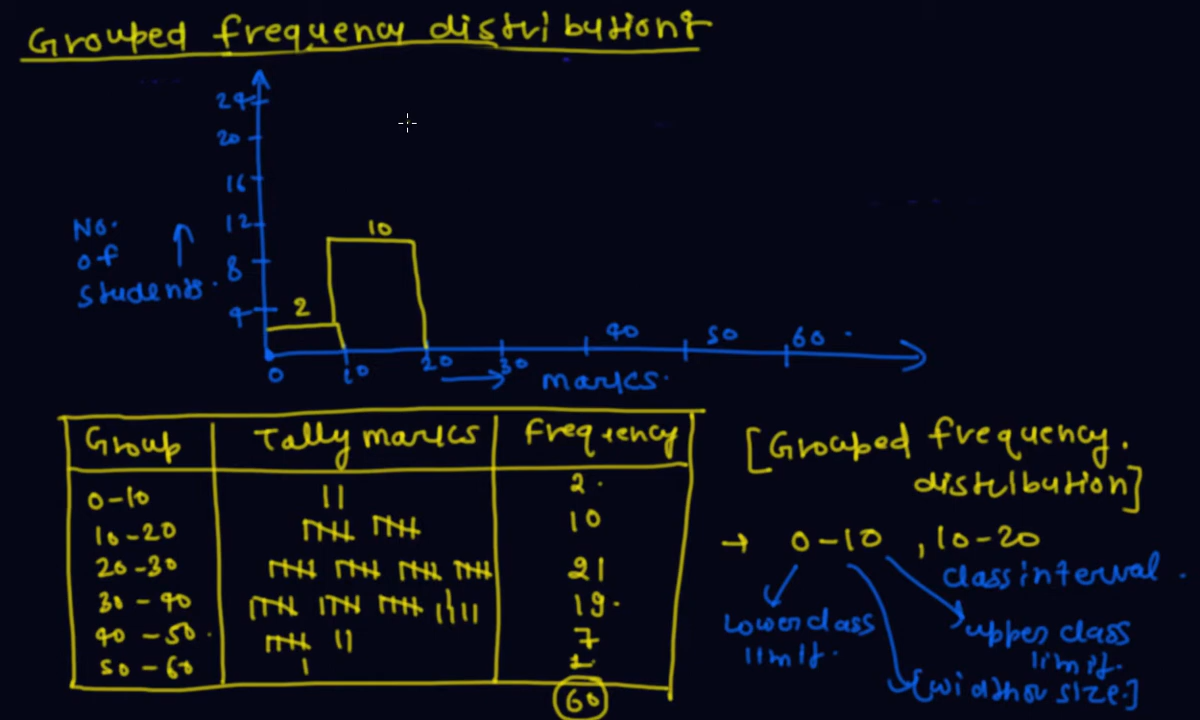 Grouped frequency distribution:
24
20
16
12
8
4
No.
of
students.
2
10
0 10 20 30 40 50 60
marks.
Group Tally marks Frequency
0-10 || 2.
10-20 10
20-30 21
30-40 19.
40-50. || 7
50-60 |
60
[Grouped frequency.
distribution]
→ 0-10 , 10-20
class interval.
Lower class
limit.
upper class
limit.
[width or size.]